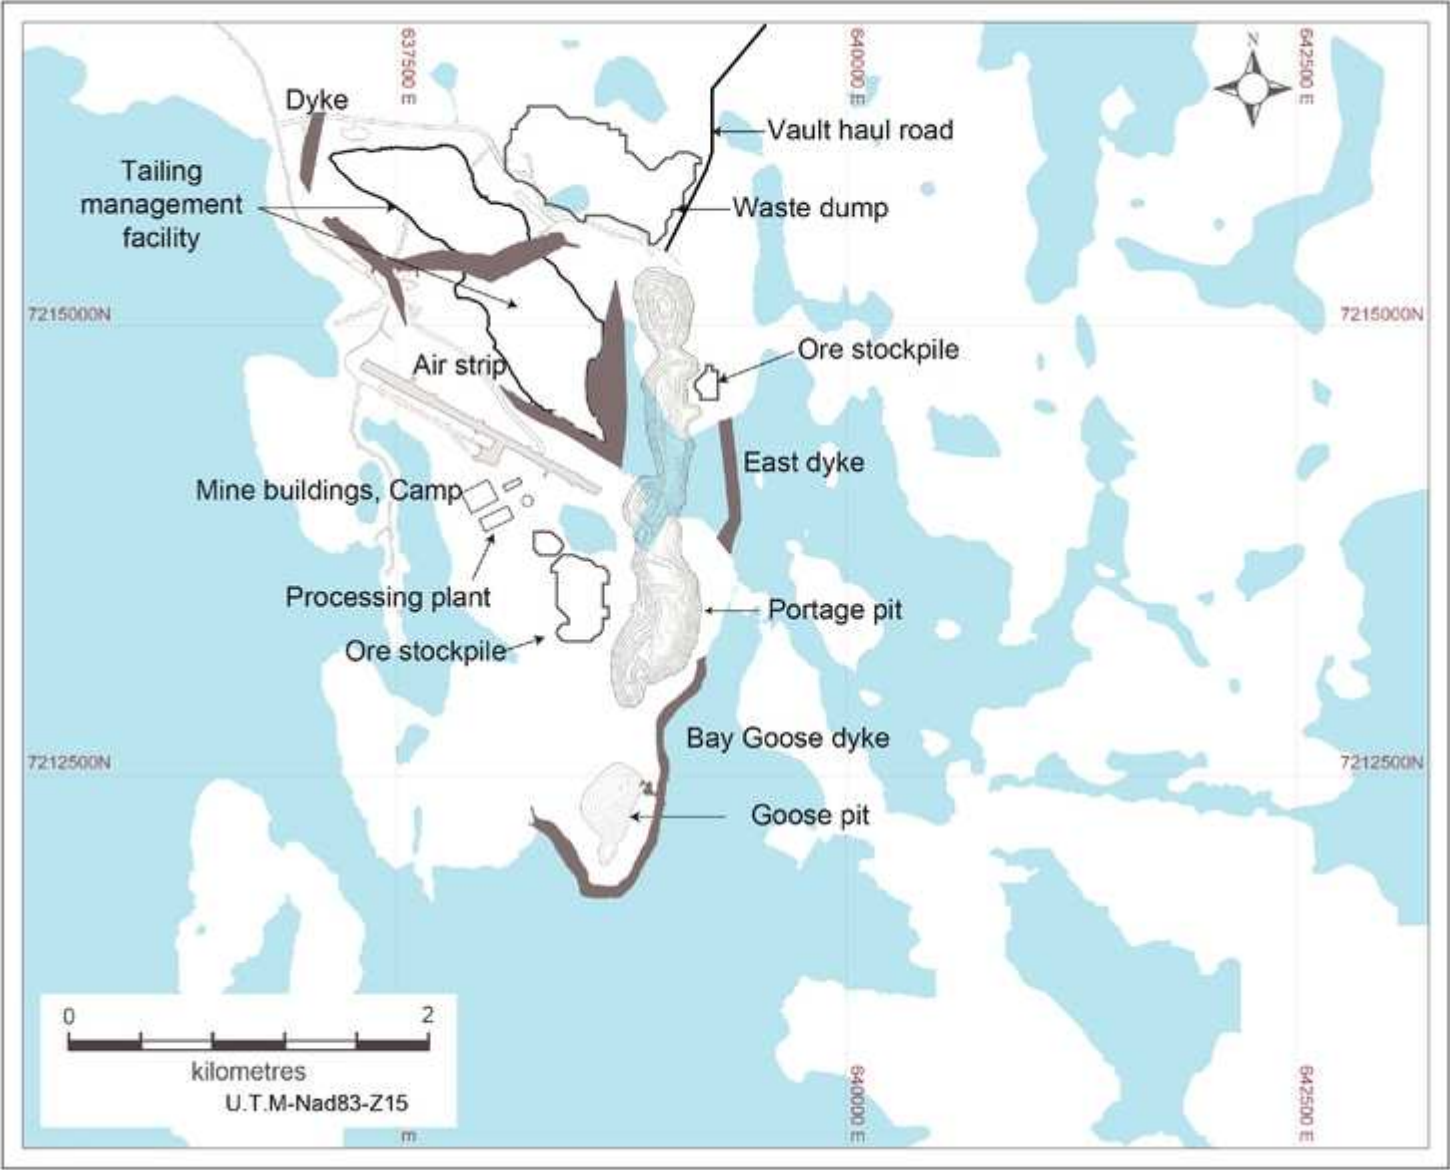 637500 E
640000 E
642500 E
N
Dyke
Vault haul road
Tailing
management
facility
Waste dump
7215000N
7215000N
Ore stockpile
Air strip
East dyke
Mine buildings, Camp
Processing plant
Portage pit
Ore stockpile
Bay Goose dyke
7212500N
7212500N
Goose pit
0
2
kilometres
U.T.M-Nad83-Z15
m
640000 E
642500 E